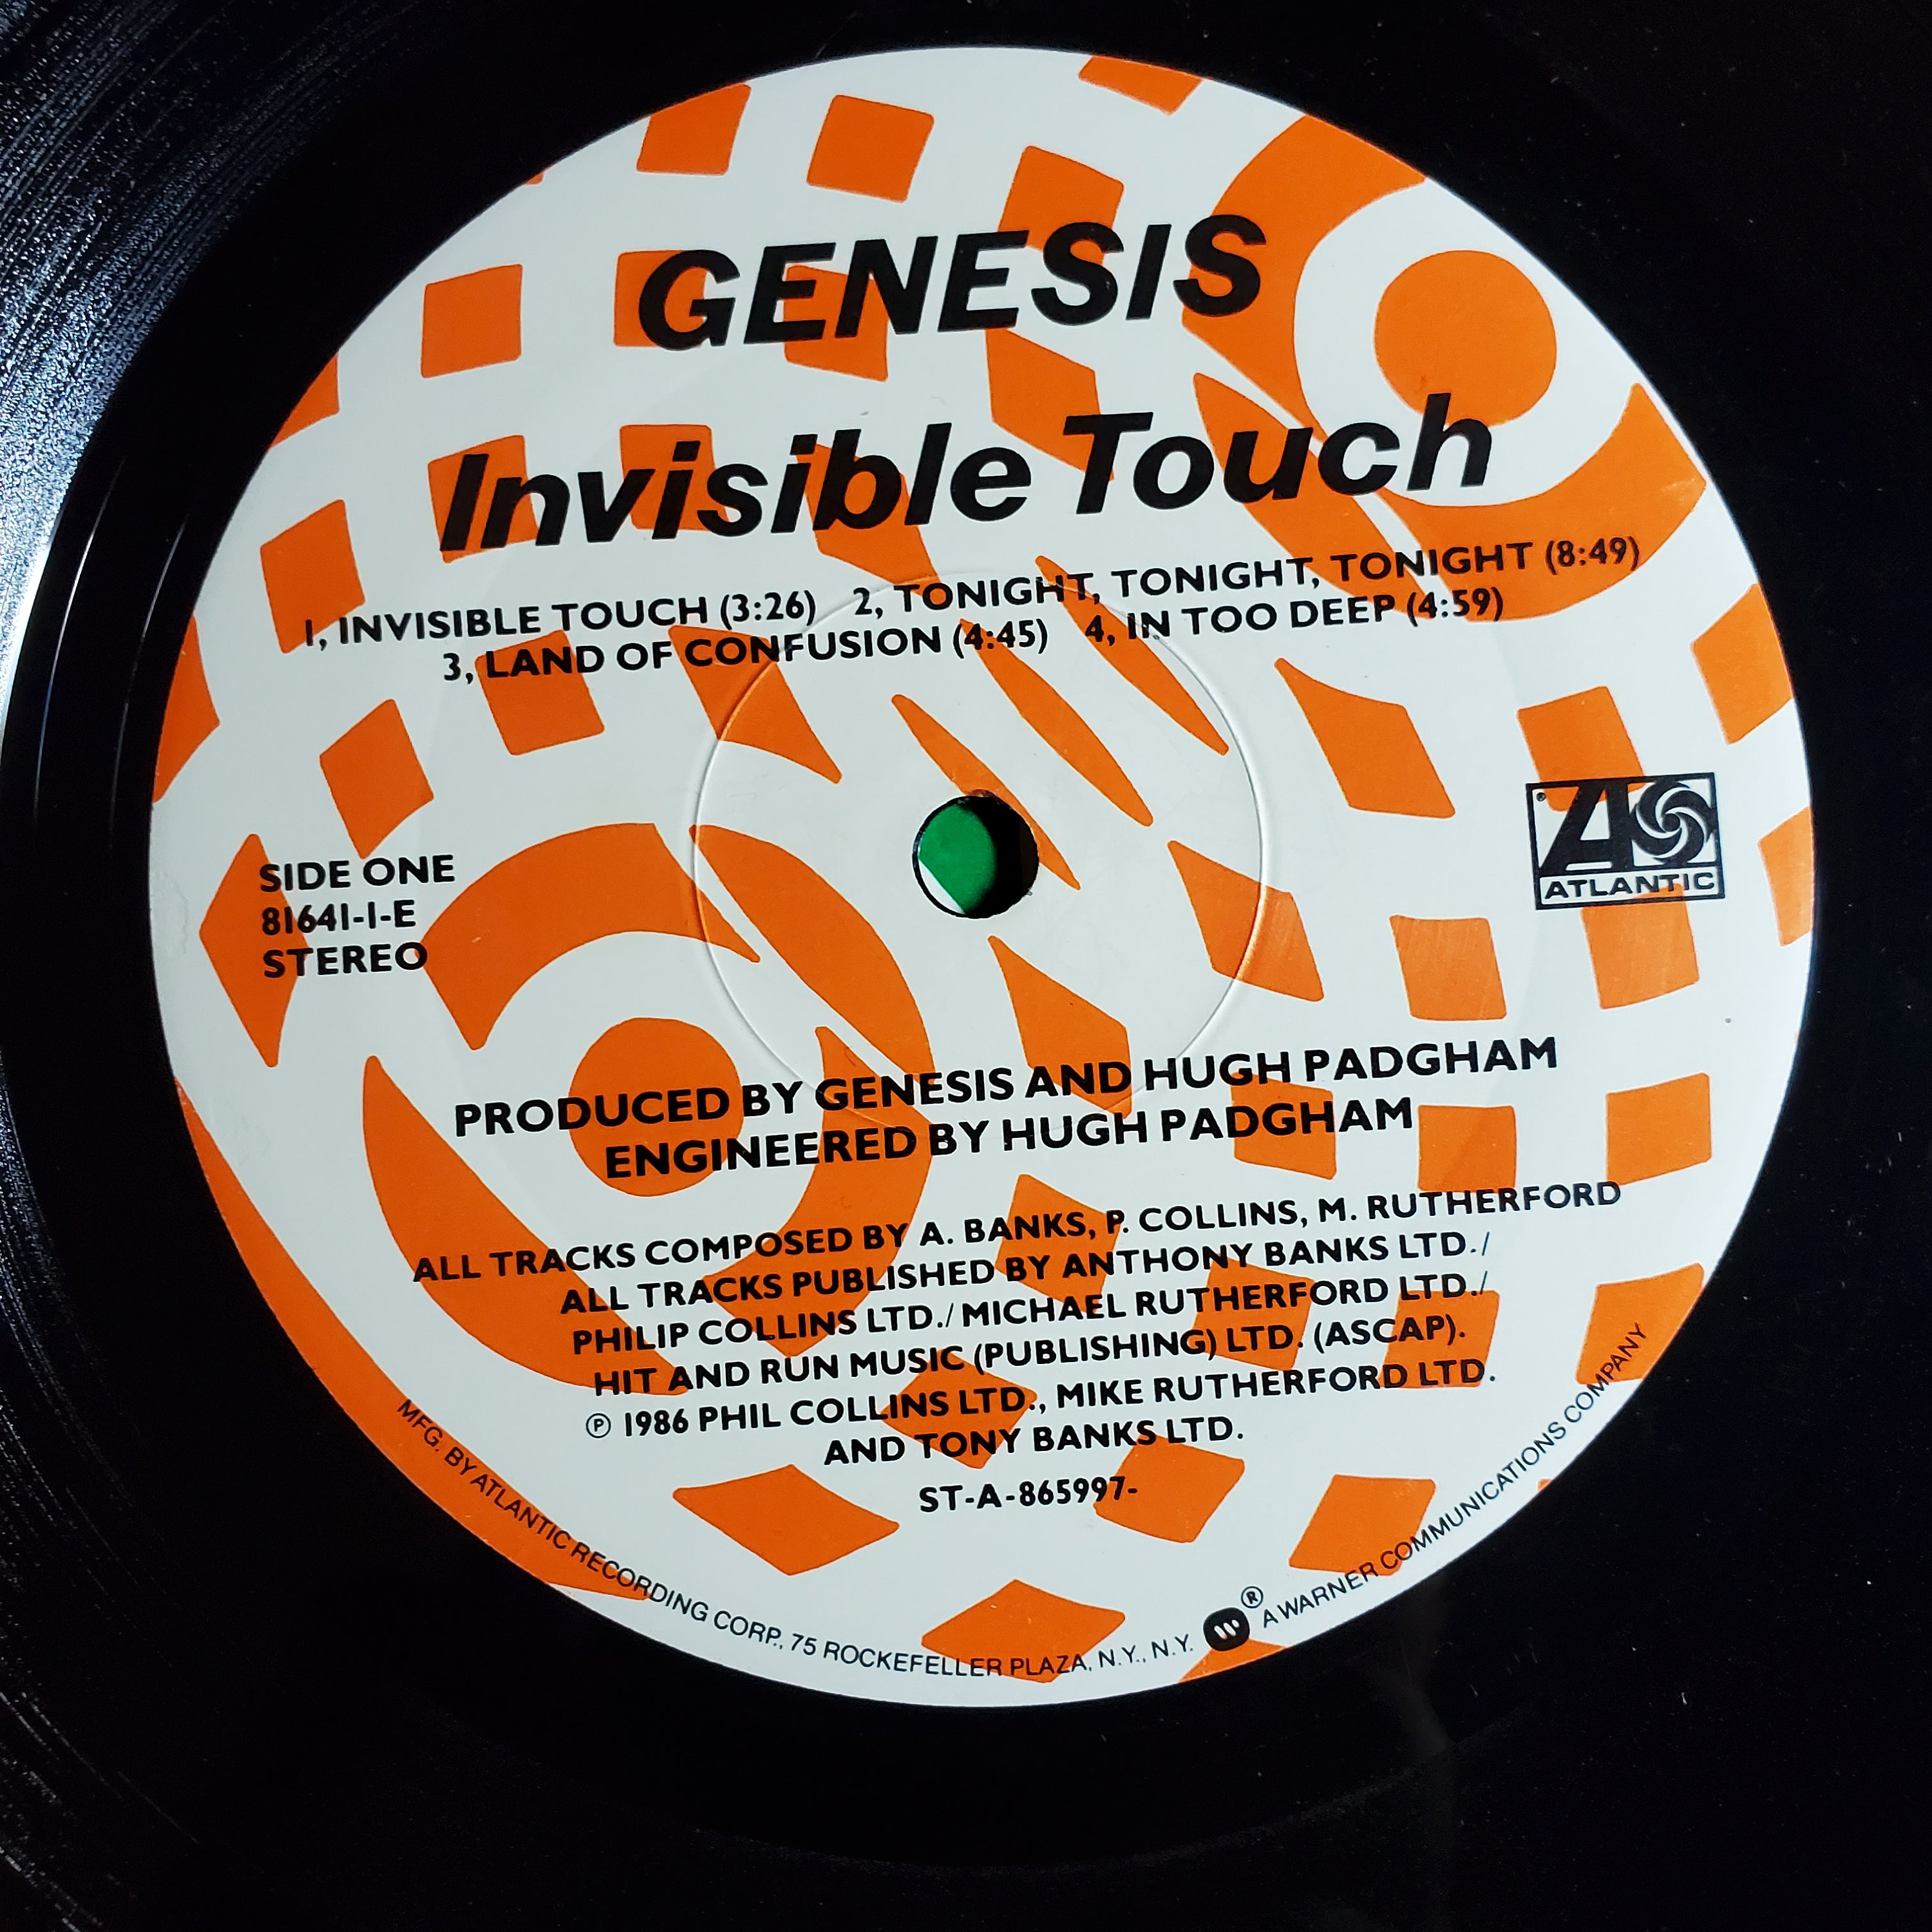 GENESIS
Invisible Touch
1, INVISIBLE TOUCH (3:26) 2, TONIGHT, TONIGHT, TONIGHT (8:49)
3, LAND OF CONFUSION (4:45) 4, IN TOO DEEP (4:59)
SIDE ONE
81641-1-E
STEREO
A
ATLANTIC
PRODUCED BY GENESIS AND HUGH PADGHAM
ENGINEERED BY HUGH PADGHAM
ALL TRACKS COMPOSED BY A. BANKS, P. COLLINS, M. RUTHERFORD
ALL TRACKS PUBLISHED BY ANTHONY BANKS LTD./
PHILIP COLLINS LTD./MICHAEL RUTHERFORD LTD./
HIT AND RUN MUSIC (PUBLISHING) LTD. (ASCAP).
℗ 1986 PHIL COLLINS LTD., MIKE RUTHERFORD LTD.
AND TONY BANKS LTD.
ST-A-865997-
MFG. BY ATLANTIC RECORDING CORP., 75 ROCKEFELLER PLAZA, N.Y., N.Y. W ® A WARNER COMMUNICATIONS COMPANY